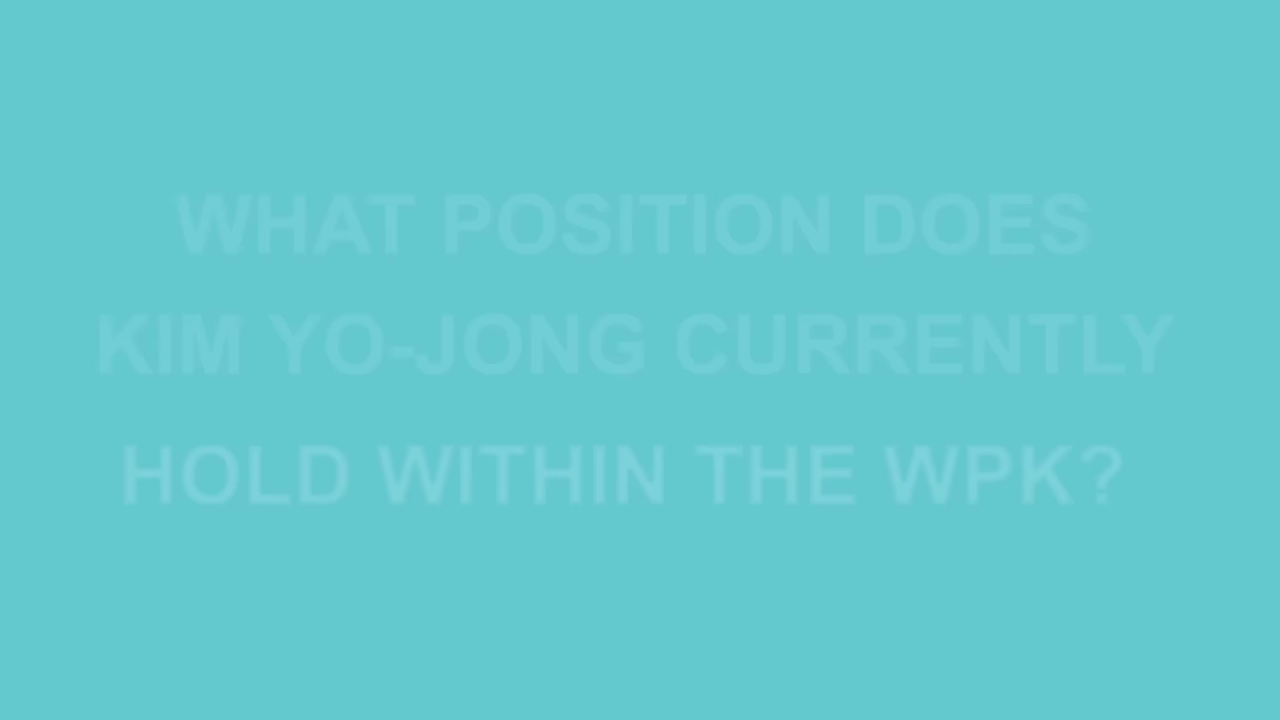 WHAT POSITION DOES
KIM YO-JONG CURRENTLY
HOLD WITHIN THE WPK?